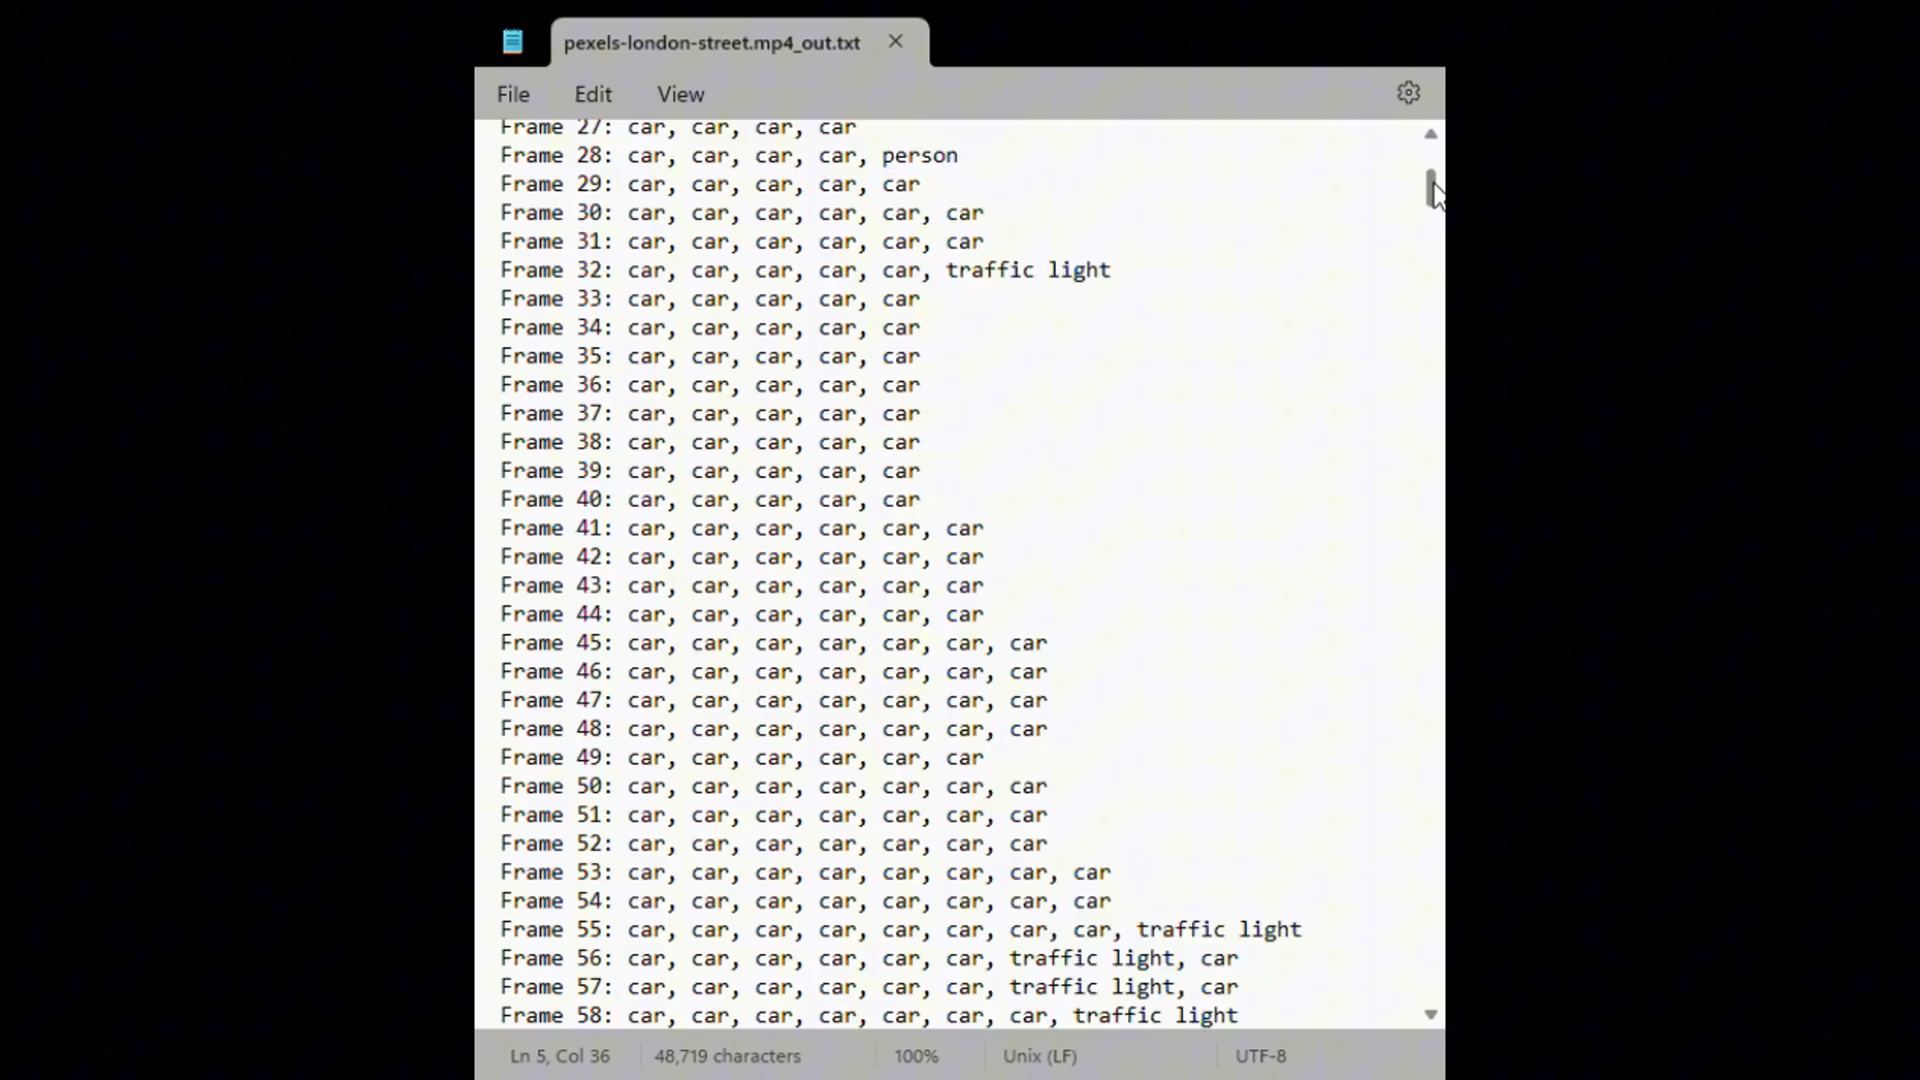 pexels-london-street.mp4_out.txt
File Edit View
Frame 27: car, car, car, car
Frame 28: car, car, car, car, person
Frame 29: car, car, car, car, car
Frame 30: car, car, car, car, car, car
Frame 31: car, car, car, car, car, car
Frame 32: car, car, car, car, car, traffic light
Frame 33: car, car, car, car, car
Frame 34: car, car, car, car, car
Frame 35: car, car, car, car, car
Frame 36: car, car, car, car, car
Frame 37: car, car, car, car, car
Frame 38: car, car, car, car, car
Frame 39: car, car, car, car, car
Frame 40: car, car, car, car, car
Frame 41: car, car, car, car, car, car
Frame 42: car, car, car, car, car, car
Frame 43: car, car, car, car, car, car
Frame 44: car, car, car, car, car, car
Frame 45: car, car, car, car, car, car, car
Frame 46: car, car, car, car, car, car, car
Frame 47: car, car, car, car, car, car, car
Frame 48: car, car, car, car, car, car, car
Frame 49: car, car, car, car, car, car
Frame 50: car, car, car, car, car, car, car
Frame 51: car, car, car, car, car, car, car
Frame 52: car, car, car, car, car, car, car
Frame 53: car, car, car, car, car, car, car, car
Frame 54: car, car, car, car, car, car, car, car
Frame 55: car, car, car, car, car, car, car, car, traffic light
Frame 56: car, car, car, car, car, car, traffic light, car
Frame 57: car, car, car, car, car, car, traffic light, car
Frame 58: car, car, car, car, car, car, car, traffic light
Ln 5, Col 36 48,719 characters 100% Unix (LF) UTF-8